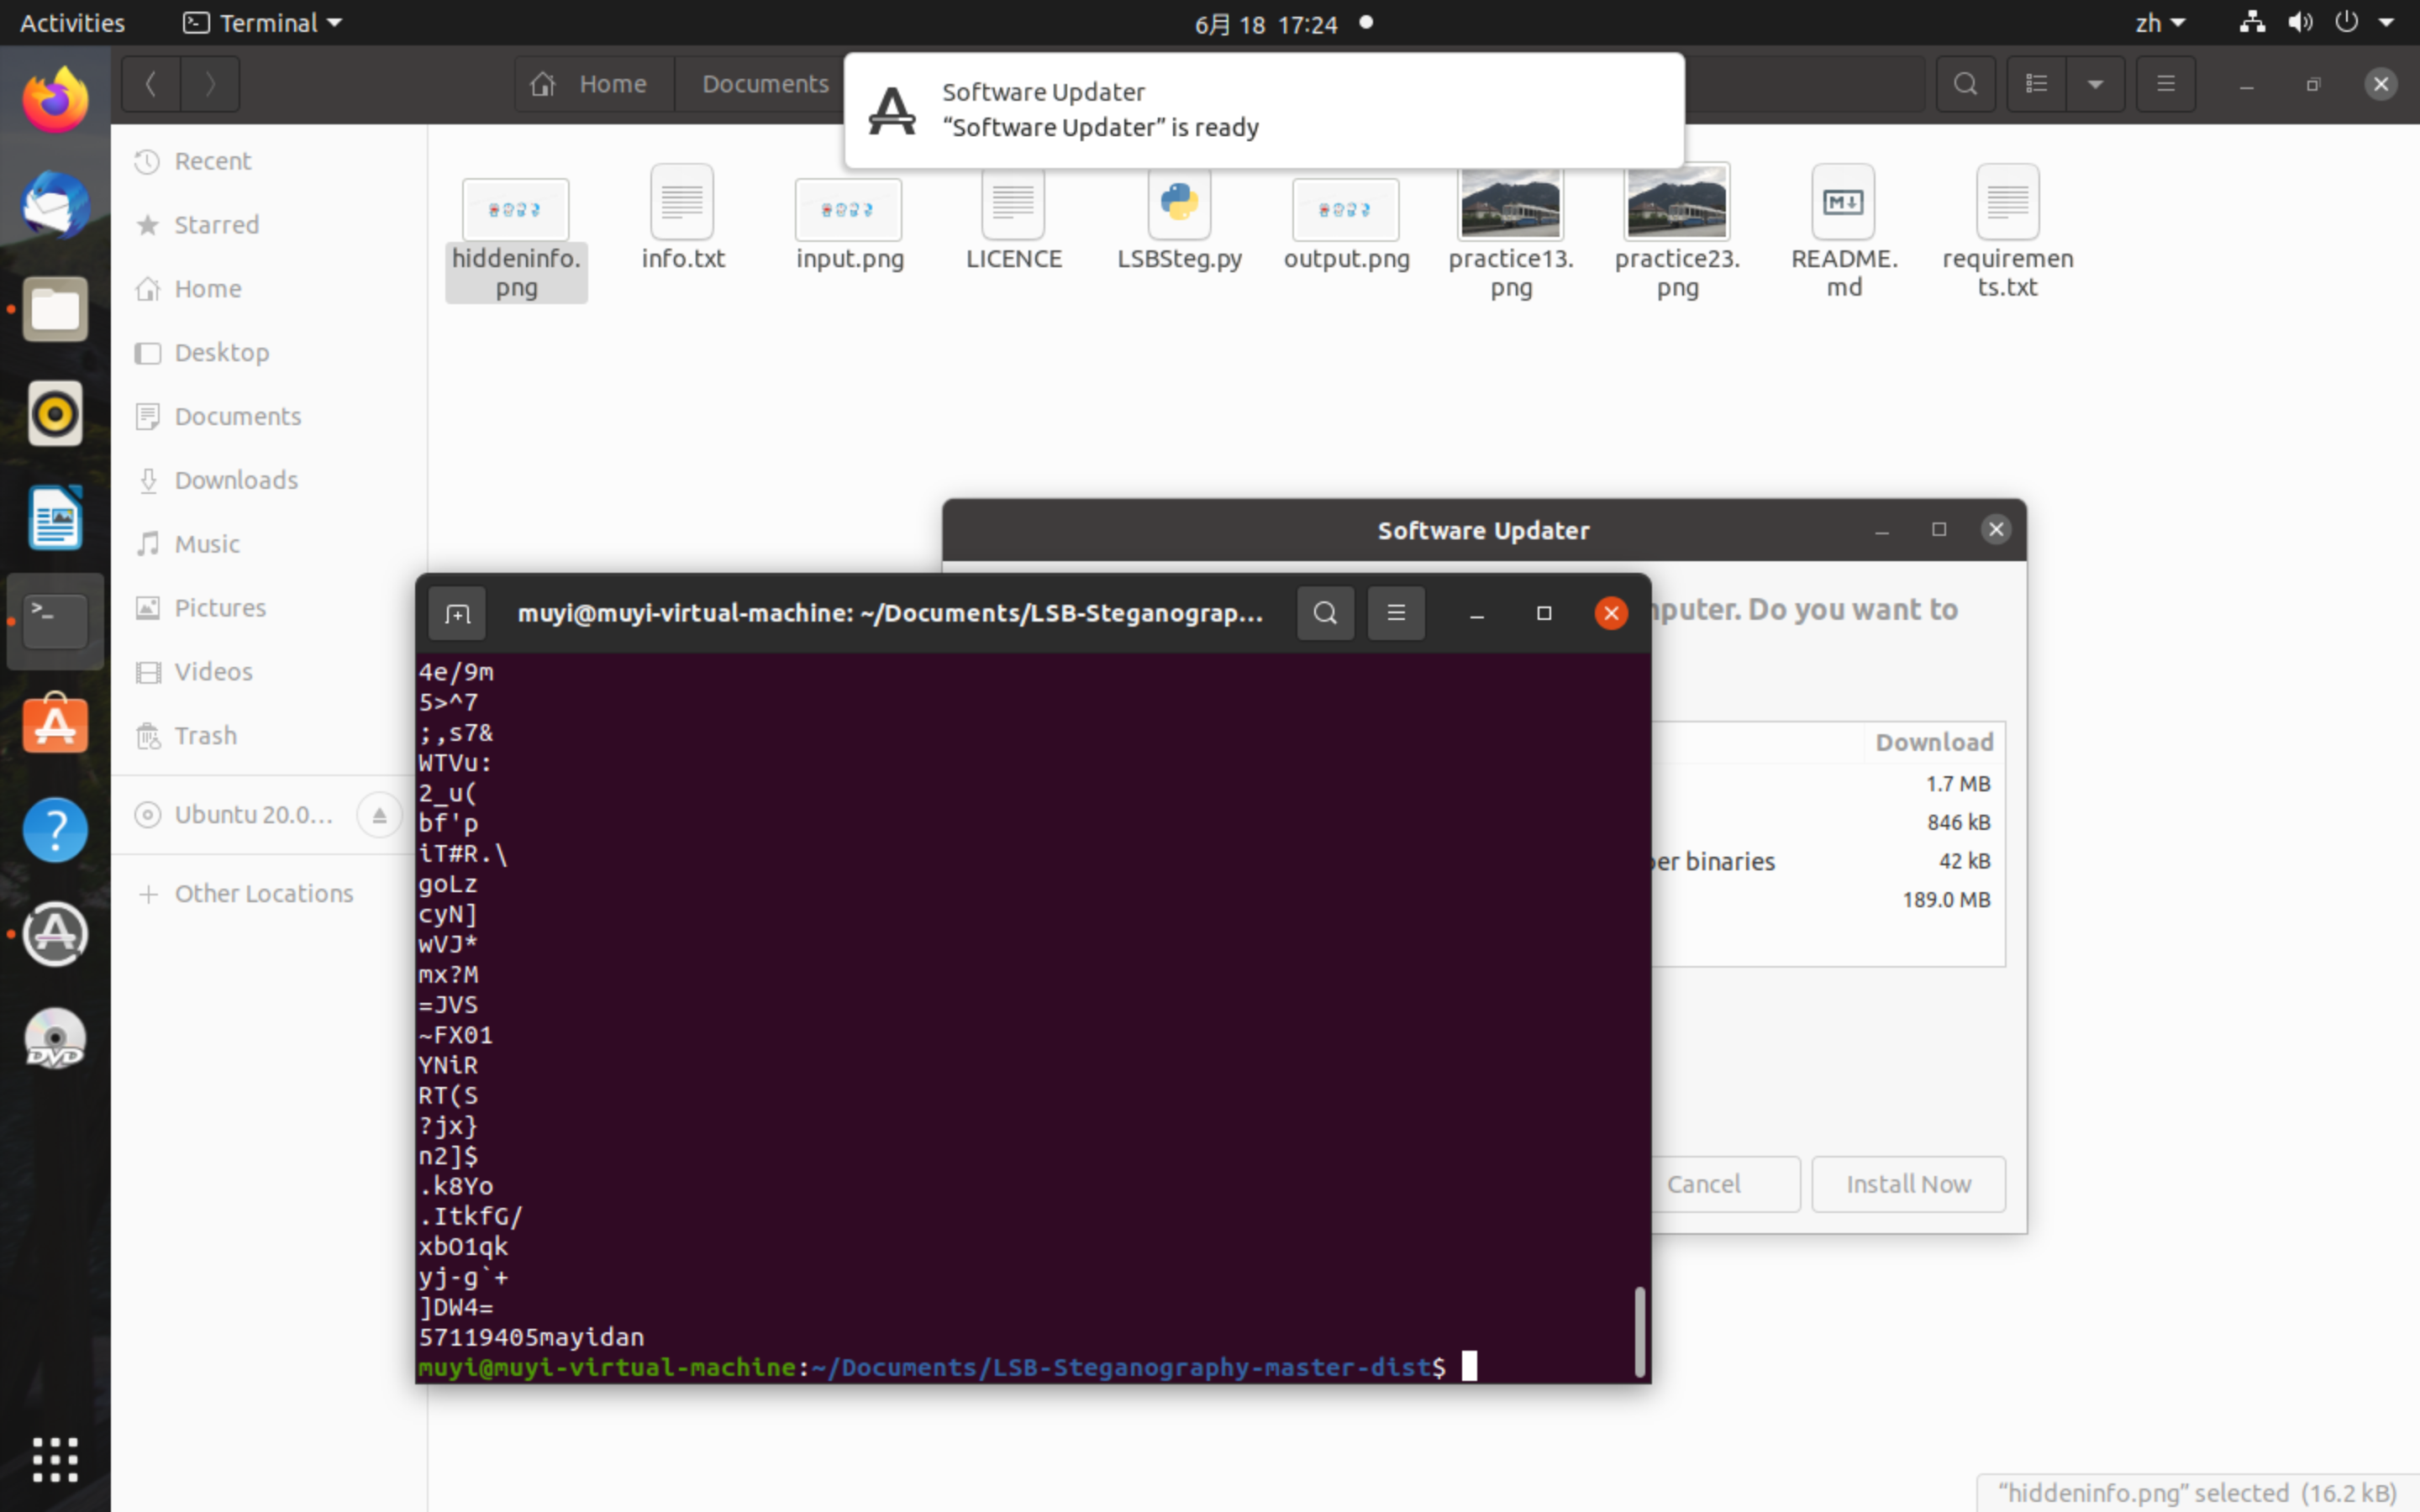 Activities
Terminal
6月 18 17:24
zh
Home
Documents
Software Updater
“Software Updater” is ready
Recent
Starred
Home
Desktop
Documents
Downloads
Music
Pictures
Videos
Trash
Ubuntu 20.0…
Other Locations
hiddeninfo.
png
info.txt
input.png
LICENCE
LSBSteg.py
output.png
practice13.
png
practice23.
png
README.
md
requiremen
ts.txt
Software Updater
mputer. Do you want to
Download
1.7 MB
846 kB
per binaries
42 kB
189.0 MB
Cancel
Install Now
muyi@muyi-virtual-machine: ~/Documents/LSB-Steganograp…
4e/9m
5>^7
;,s7&
WTVu:
2_u(
bf'p
iT#R.\
goLz
cyN]
wVJ*
mx?M
=JVS
~FX01
YNiR
RT(S
?jx}
n2]$
.k8Yo
.ItkfG/
xbO1qk
yj-g`+
]DW4=
57119405mayidan
muyi@muyi-virtual-machine:~/Documents/LSB-Steganography-master-dist$
DVD
“hiddeninfo.png” selected (16.2 kB)